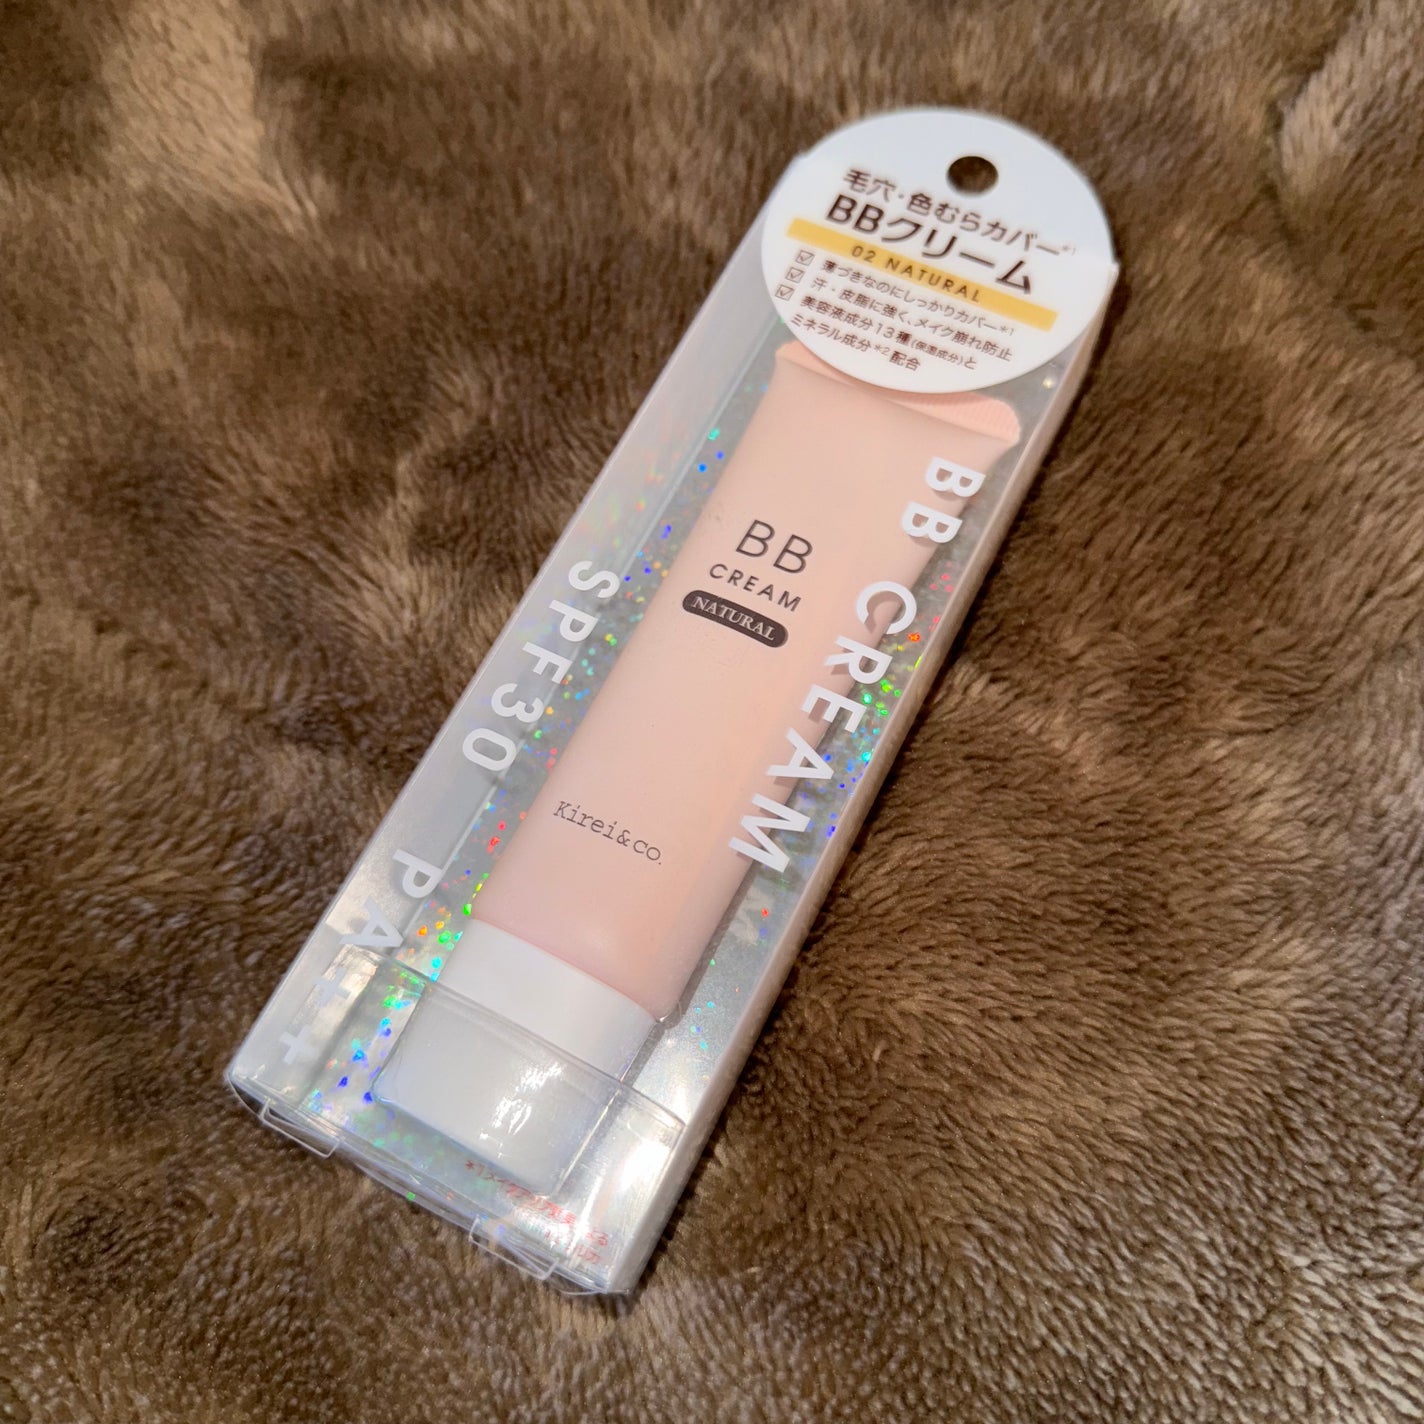 毛穴・色むらカバー*1
BBクリーム
02 NATURAL
薄づきなのにしっかりカバー*1
汗・皮脂に強く、メイク崩れ防止
美容液成分13種(保湿成分)と
ミネラル成分*2配合
BB
CREAM
NATURAL
Kirei&co.
BB CREAM
SPF30 PA++